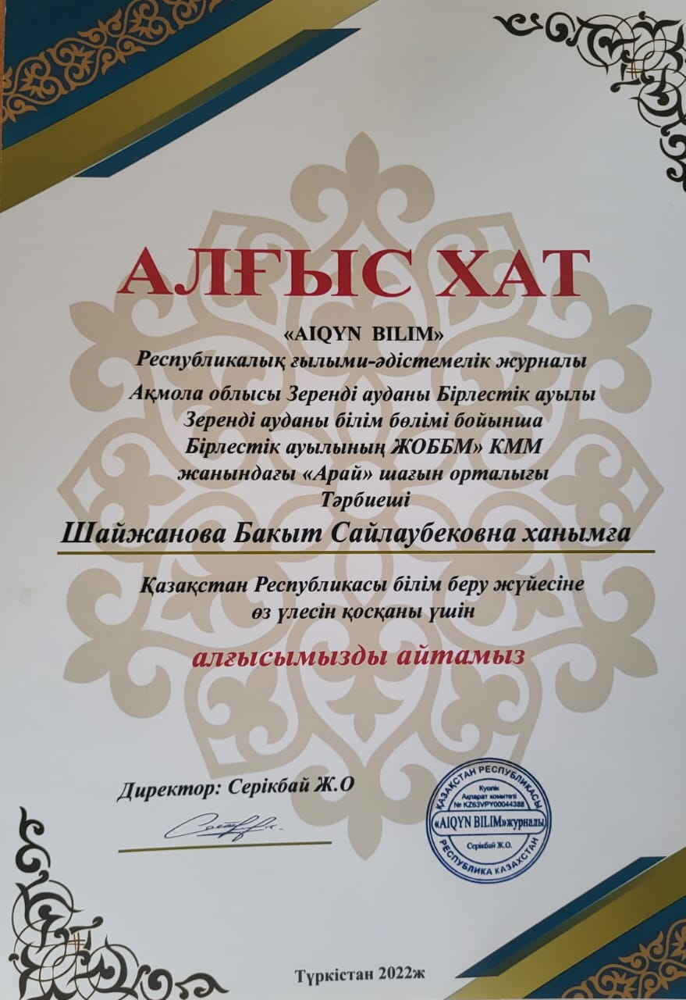 АЛҒЫС ХАТ
«AIQYN BILIM»
Республикалық ғылыми-әдістемелік журналы
Ақмола облысы Зеренді ауданы Бірлестік ауылы
Зеренді ауданы білім бөлімі бойынша
Бірлестік ауылының ЖОББМ» КММ
жанындағы «Арай» шағын орталығы
Тәрбиеші
Шайжанова Бакыт Сайлаубековна ханымға
Қазақстан Республикасы білім беру жүйесіне
өз үлесін қосқаны үшін
алғысымызды айтамыз
Директор: Серікбай Ж.О
ҚАЗАҚСТАН РЕСПУБЛИКАСЫ
Куәлік
Ақпарат комитеті
№ KZ63VPY00044388
«AIQYN BILIM»журналы
Серікбай Ж.О.
РЕСПУБЛИКА КАЗАХСТАН
Түркістан 2022ж